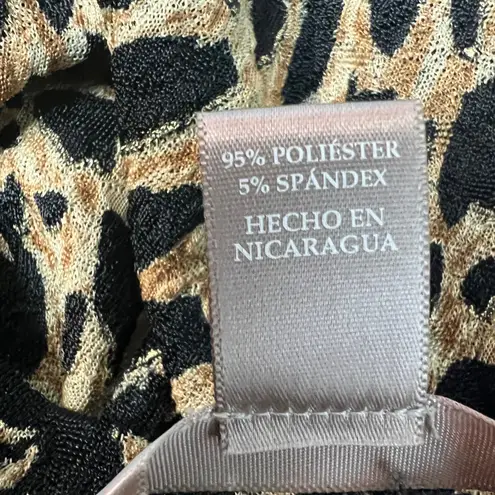 95% POLIÉSTER
5% SPÁNDEX
HECHO EN
NICARAGUA